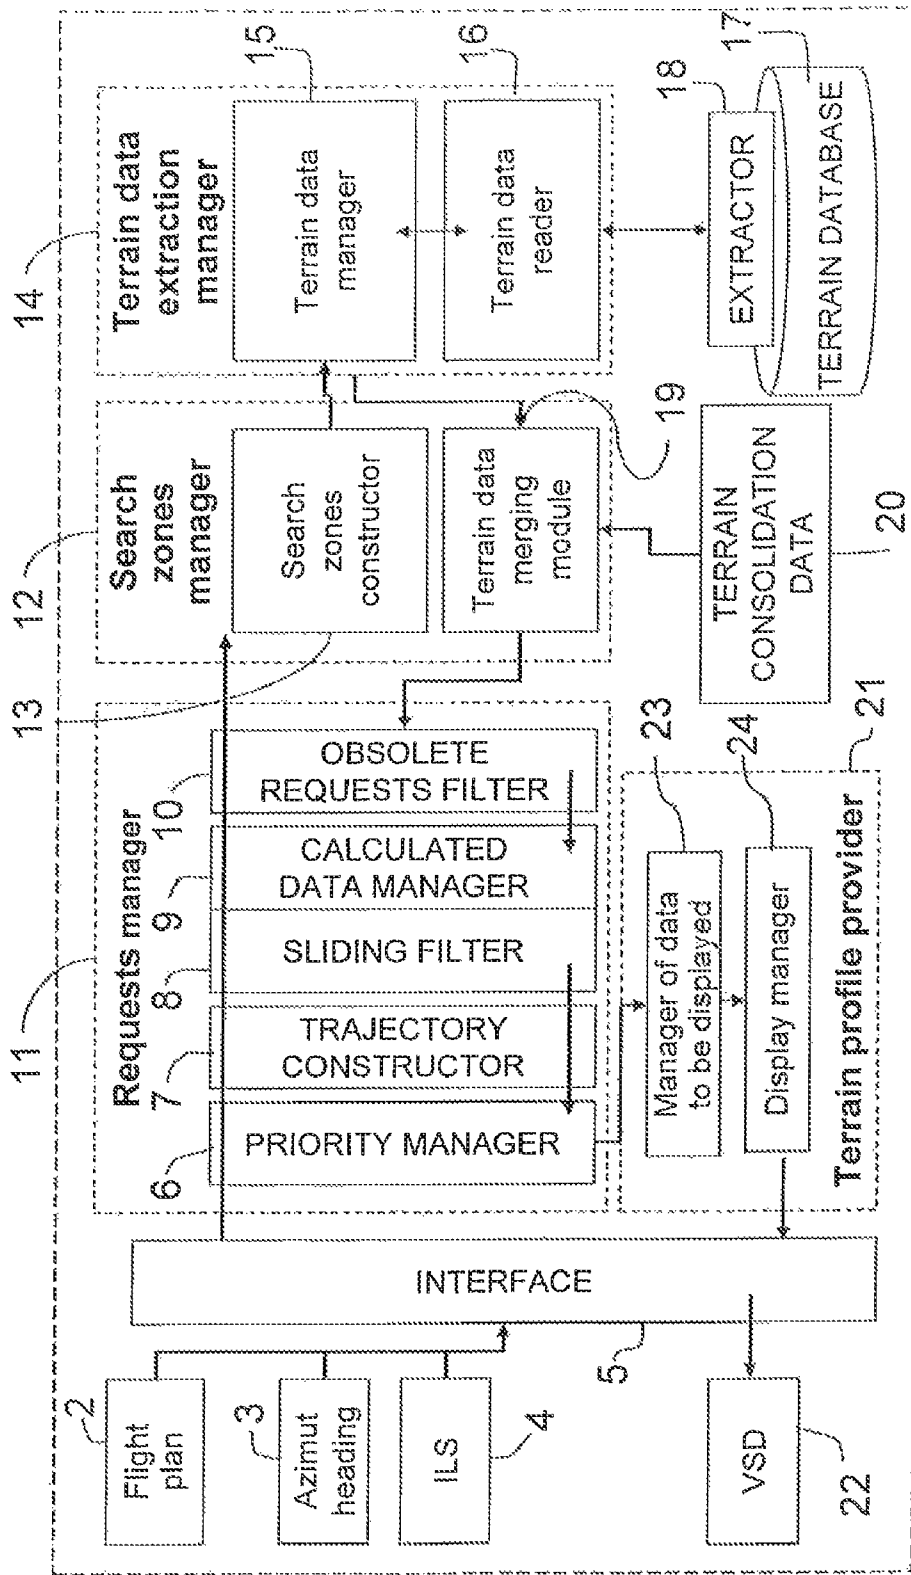 11
Requests manager
6
PRIORITY MANAGER
7
TRAJECTORY
CONSTRUCTOR
8
SLIDING FILTER
9
CALCULATED
DATA MANAGER
10
OBSOLETE
REQUESTS FILTER
12
Search
zones
manager
13
Search
zones
constructor
Terrain data
merging
module
19
14
Terrain data
extraction
manager
15
Terrain data
manager
16
Terrain data
reader
2
Flight
plan
3
Azimut
heading
4
ILS
5
INTERFACE
VSD
22
23
Manager of data
to be displayed
24
Display manager
Terrain profile provider
21
TERRAIN
CONSOLIDATION
DATA
20
18
EXTRACTOR
17
TERRAIN DATABASE